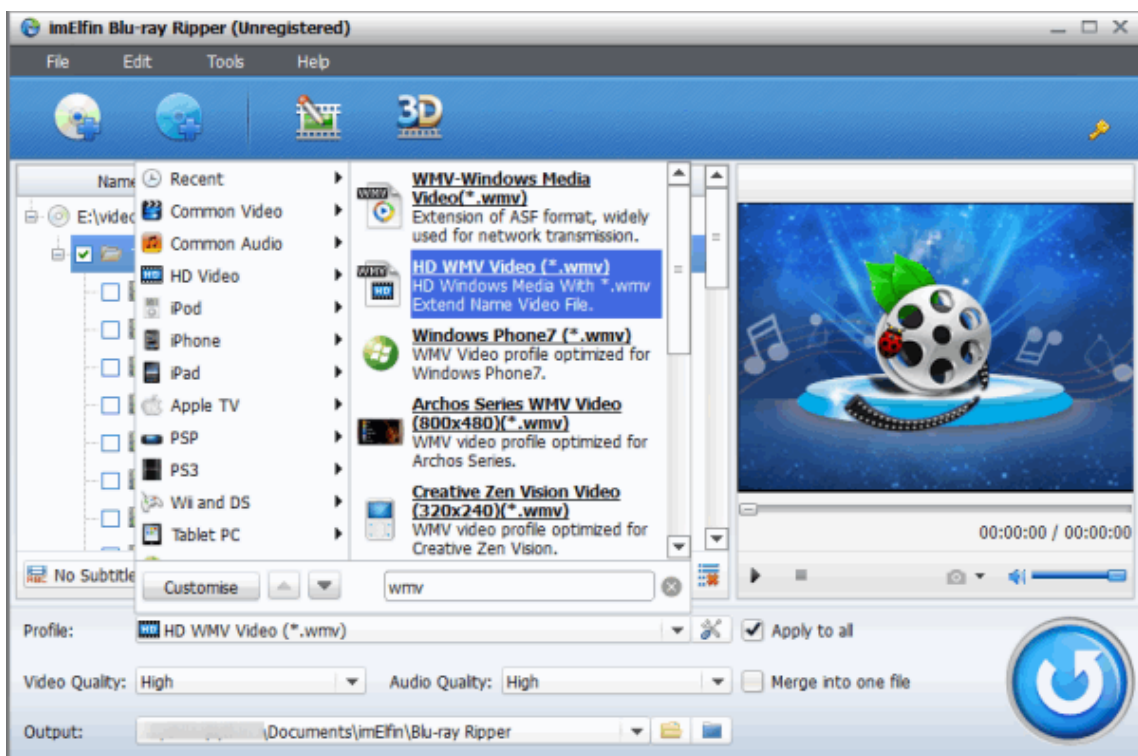 imElfin Blu-ray Ripper (Unregistered)
File Edit Tools Help
3D
Name
E:\video
Recent
Common Video
Common Audio
HD Video
iPod
iPhone
iPad
Apple TV
PSP
PS3
Wii and DS
Tablet PC
WMV
WMV-Windows Media
Video(*.wmv)
Extension of ASF format, widely
used for network transmission.
WMV
HD
HD WMV Video (*.wmv)
HD Windows Media With *.wmv
Extend Name Video File.
Windows Phone7 (*.wmv)
WMV Video profile optimized for
Windows Phone7.
Archos Series WMV Video
(800x480)(*.wmv)
WMV video profile optimized for
Archos Series.
Creative Zen Vision Video
(320x240)(*.wmv)
WMV video profile optimized for
Creative Zen Vision.
00:00:00 / 00:00:00
No Subtitle
Customise
wmv
Profile: HD WMV Video (*.wmv) Apply to all
Video Quality: High Audio Quality: High Merge into one file
Output: \Documents\imElfin\Blu-ray Ripper